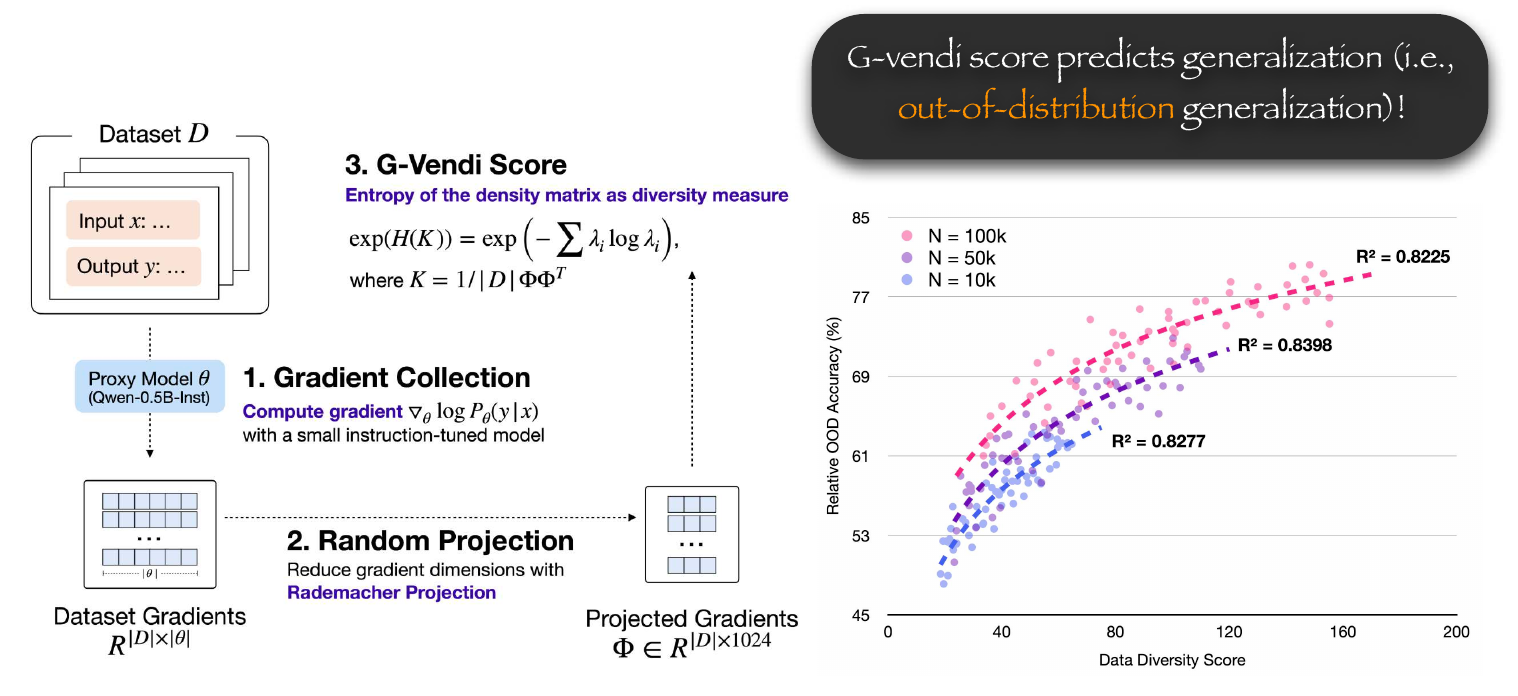 G-vendi score predicts generalization (i.e.,
out-of-distribution generalization)!
Dataset D
Input x: …
Output y: …
Proxy Model θ
(Qwen-0.5B-Inst)
1. Gradient Collection
Compute gradient ▽θ log Pθ(y|x)
with a small instruction-tuned model
...
|θ|
Dataset Gradients
R^{|D|×|θ|}
2. Random Projection
Reduce gradient dimensions with
Rademacher Projection
...
Projected Gradients
Φ ∈ R^{|D|×1024}
3. G-Vendi Score
Entropy of the density matrix as diversity measure
exp(H(K)) = exp(−∑ λi log λi),
where K = 1/|D|ΦΦ^T
N = 100k
N = 50k
N = 10k
R² = 0.8225
R² = 0.8398
R² = 0.8277
Relative OOD Accuracy (%)
85
77
69
61
53
45
0 40 80 120 160 200
Data Diversity Score